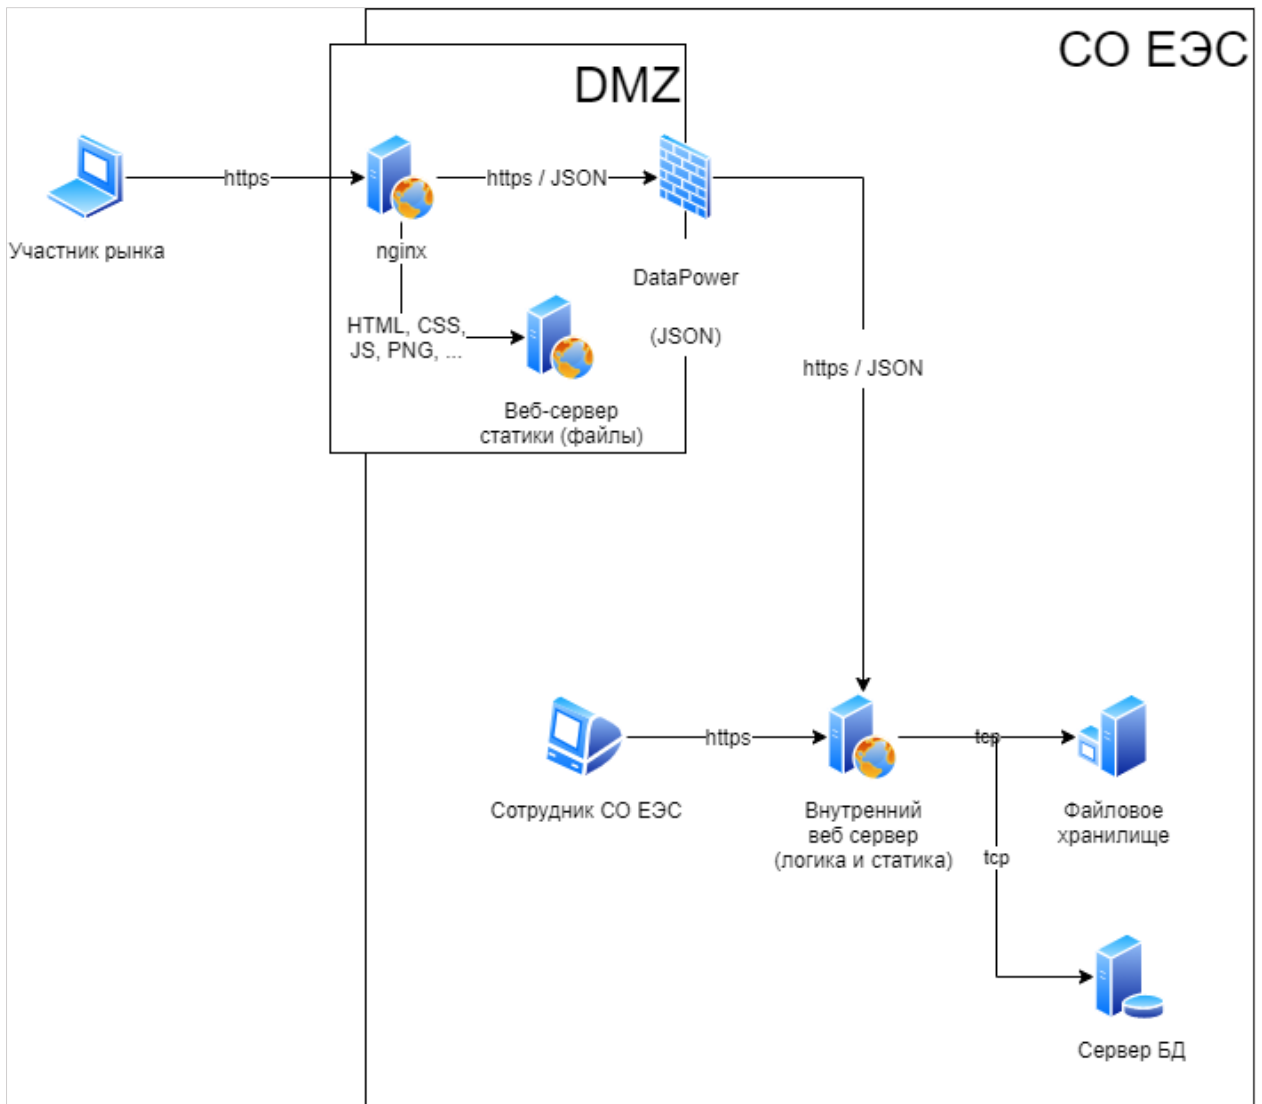 СО ЕЭС
DMZ
https
https / JSON
Участник рынка
nginx
DataPower
(JSON)
HTML, CSS,
JS, PNG, ...
https / JSON
Веб-сервер
статики (файлы)
https
tcp
Сотрудник СО ЕЭС
Внутренний
веб сервер
(логика и статика)
Файловое
хранилище
tcp
Сервер БД